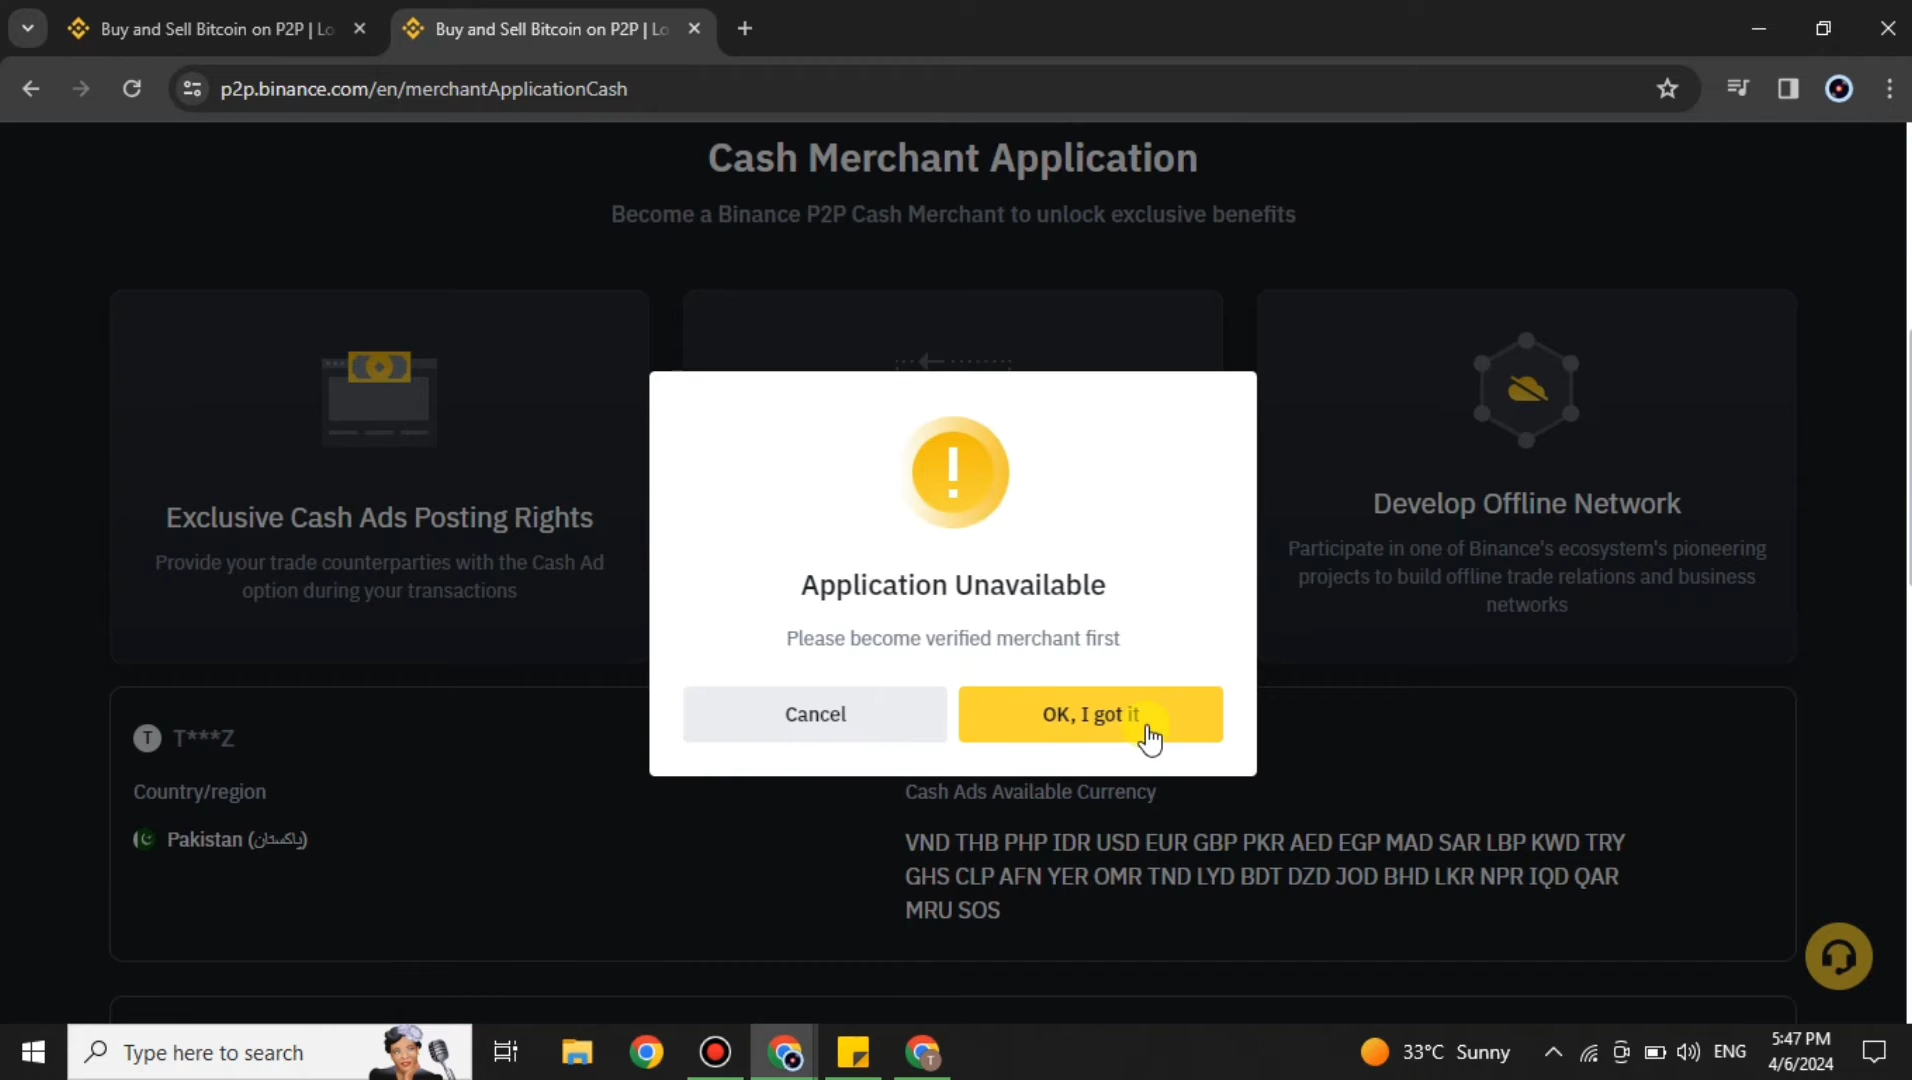 Buy and Sell Bitcoin on P2P | Lo
Buy and Sell Bitcoin on P2P | Lo
p2p.binance.com/en/merchantApplicationCash
Cash Merchant Application
Become a Binance P2P Cash Merchant to unlock exclusive benefits
Exclusive Cash Ads Posting Rights
Provide your trade counterparties with the Cash Ad
option during your transactions
Develop Offline Network
Participate in one of Binance's ecosystem's pioneering
projects to build offline trade relations and business
networks
!
Application Unavailable
Please become verified merchant first
Cancel
OK, I got it
T T***Z
Country/region
Pakistan (پاکستان)
Cash Ads Available Currency
VND THB PHP IDR USD EUR GBP PKR AED EGP MAD SAR LBP KWD TRY
GHS CLP AFN YER OMR TND LYD BDT DZD JOD BHD LKR NPR IQD QAR
MRU SOS
Type here to search
T
33°C Sunny
ENG
5:47 PM
4/6/2024